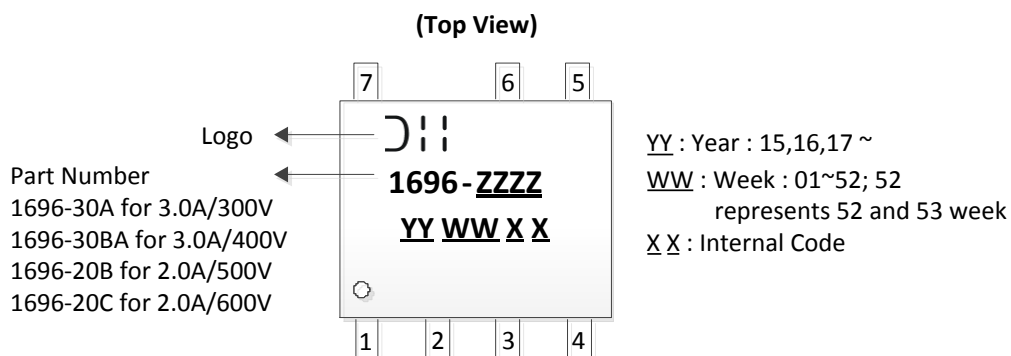 (Top View)
7 6 5
Logo
Part Number
1696-30A for 3.0A/300V
1696-30BA for 3.0A/400V
1696-20B for 2.0A/500V
1696-20C for 2.0A/600V
1696-ZZZZ
YY WW X X
YY : Year : 15,16,17 ~
WW : Week : 01~52; 52
represents 52 and 53 week
X X : Internal Code
1 2 3 4